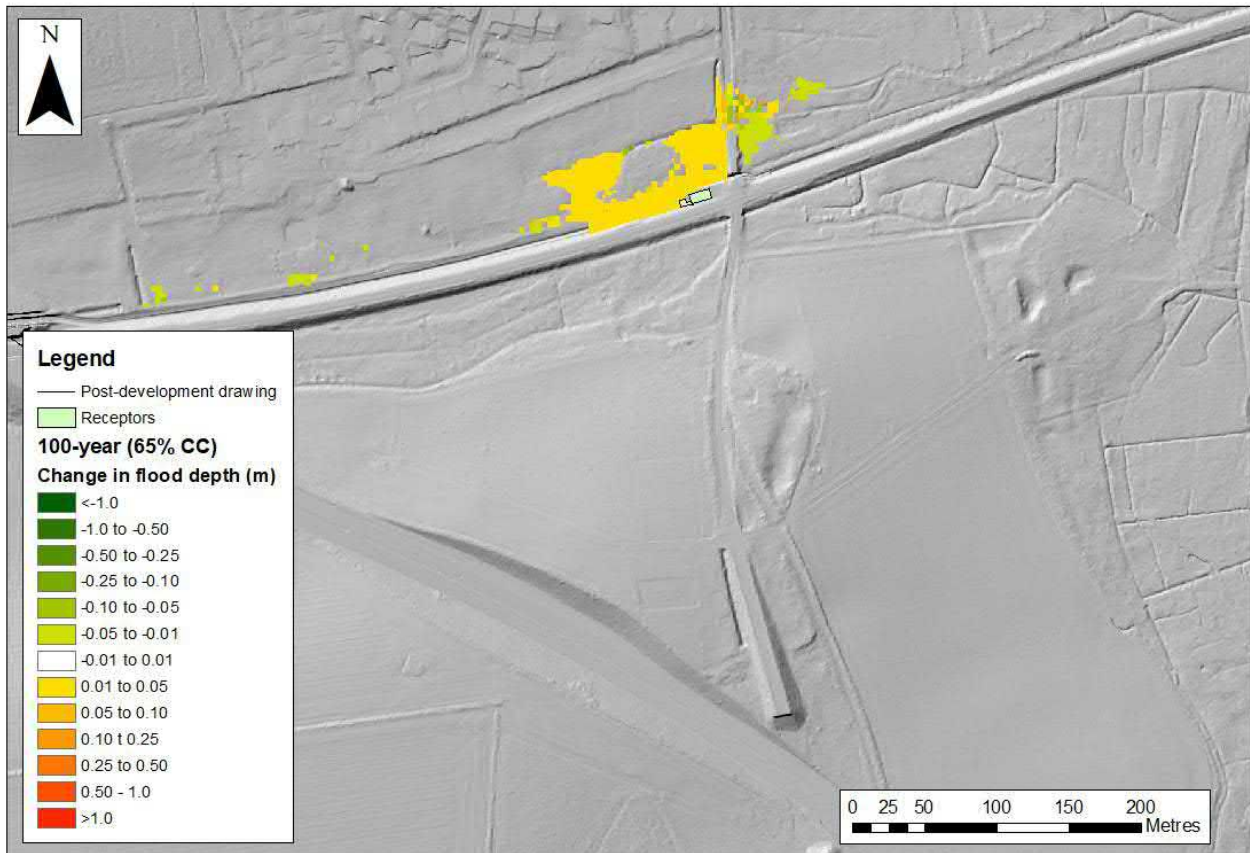 N
Legend
Post-development drawing
Receptors
100-year (65% CC)
Change in flood depth (m)
<-1.0
-1.0 to -0.50
-0.50 to -0.25
-0.25 to -0.10
-0.10 to -0.05
-0.05 to -0.01
-0.01 to 0.01
0.01 to 0.05
0.05 to 0.10
0.10 t 0.25
0.25 to 0.50
0.50 - 1.0
>1.0
0 25 50 100 150 200
Metres